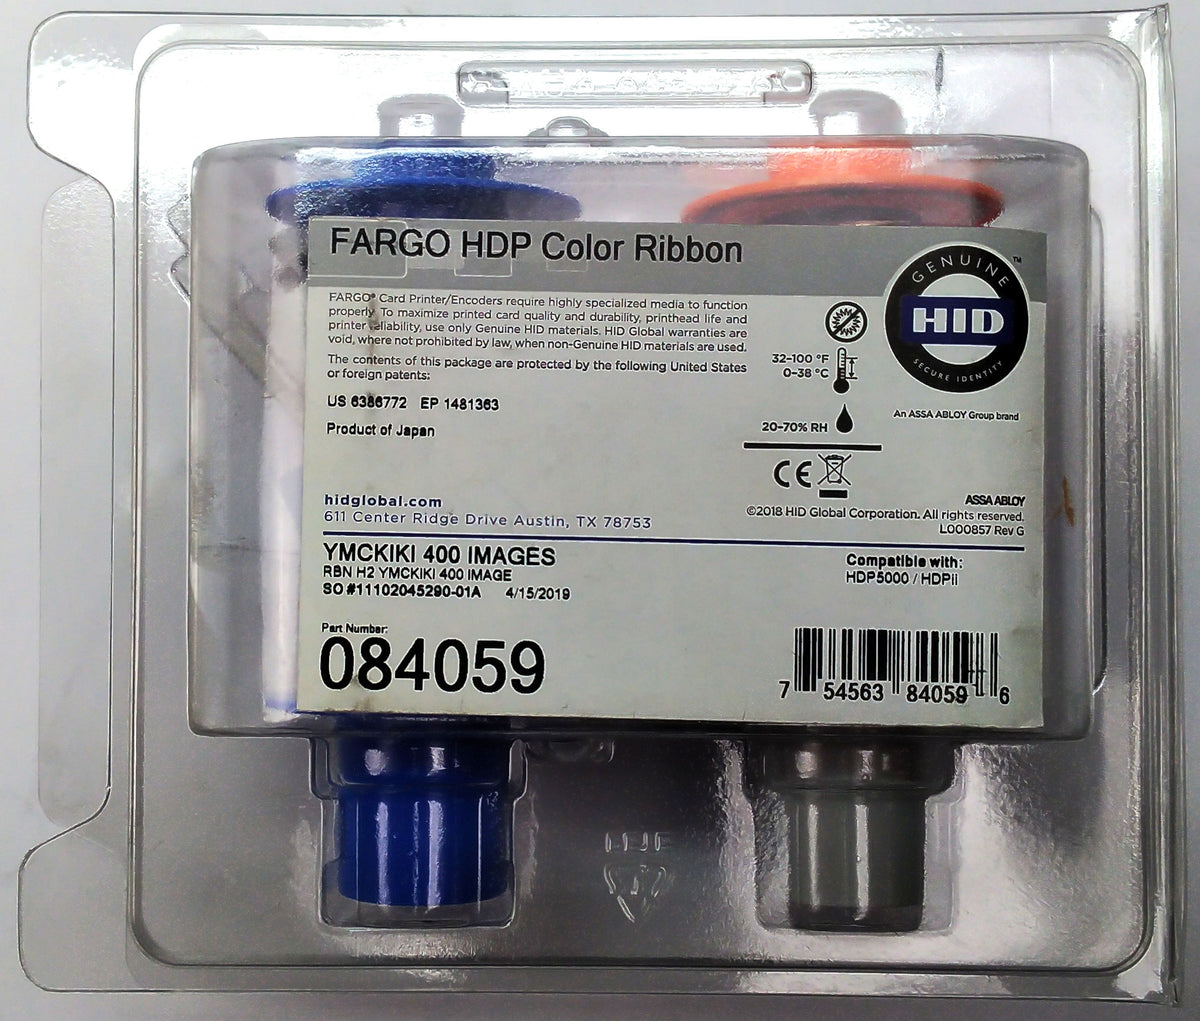 FARGO HDP Color Ribbon
FARGO® Card Printer/Encoders require highly specialized media to function
properly. To maximize printed card quality and durability, printhead life and
printer reliability, use only Genuine HID materials. HID Global warranties are
void, where not prohibited by law, when non-Genuine HID materials are used.
The contents of this package are protected by the following United States
or foreign patents:
US 6386772 EP 1481363
Product of Japan
GENUINE
HID
™
SECURE IDENTITY
An ASSA ABLOY Group brand
32-100 °F
0-38 °C
20-70% RH
CE
hidglobal.com
611 Center Ridge Drive Austin, TX 78753
ASSA ABLOY
©2018 HID Global Corporation. All rights reserved.
L000857 Rev G
YMCKIKI 400 IMAGES
RBN H2 YMCKIKI 400 IMAGE
SO #11102045290-01A 4/15/2019
Compatible with:
HDP5000 / HDPii
Part Number:
084059
7 54563 84059 6